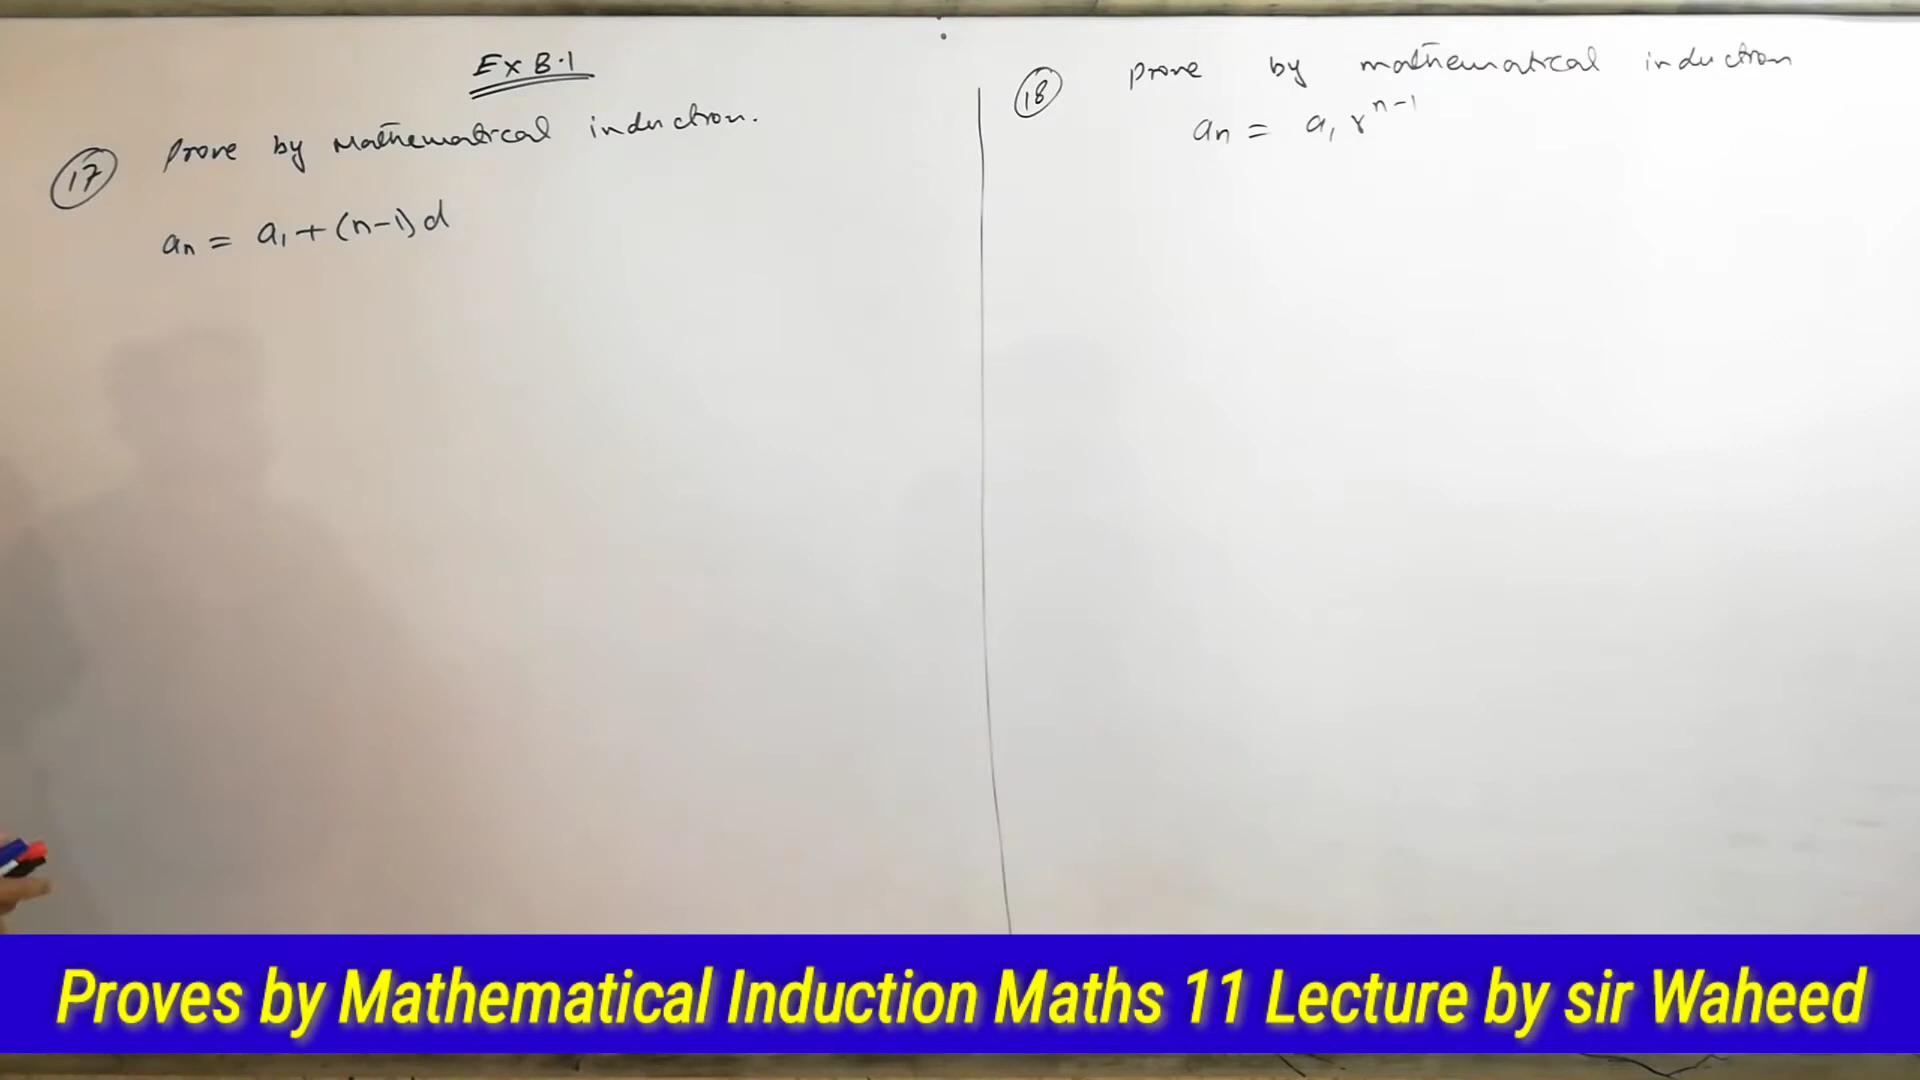 Ex 8.1
17 Prove by Mathematical induction.
an = a1 + (n-1)d
18 prove by mathematical induction
an = a1 r^n-1
Proves by Mathematical Induction Maths 11 Lecture by sir Waheed